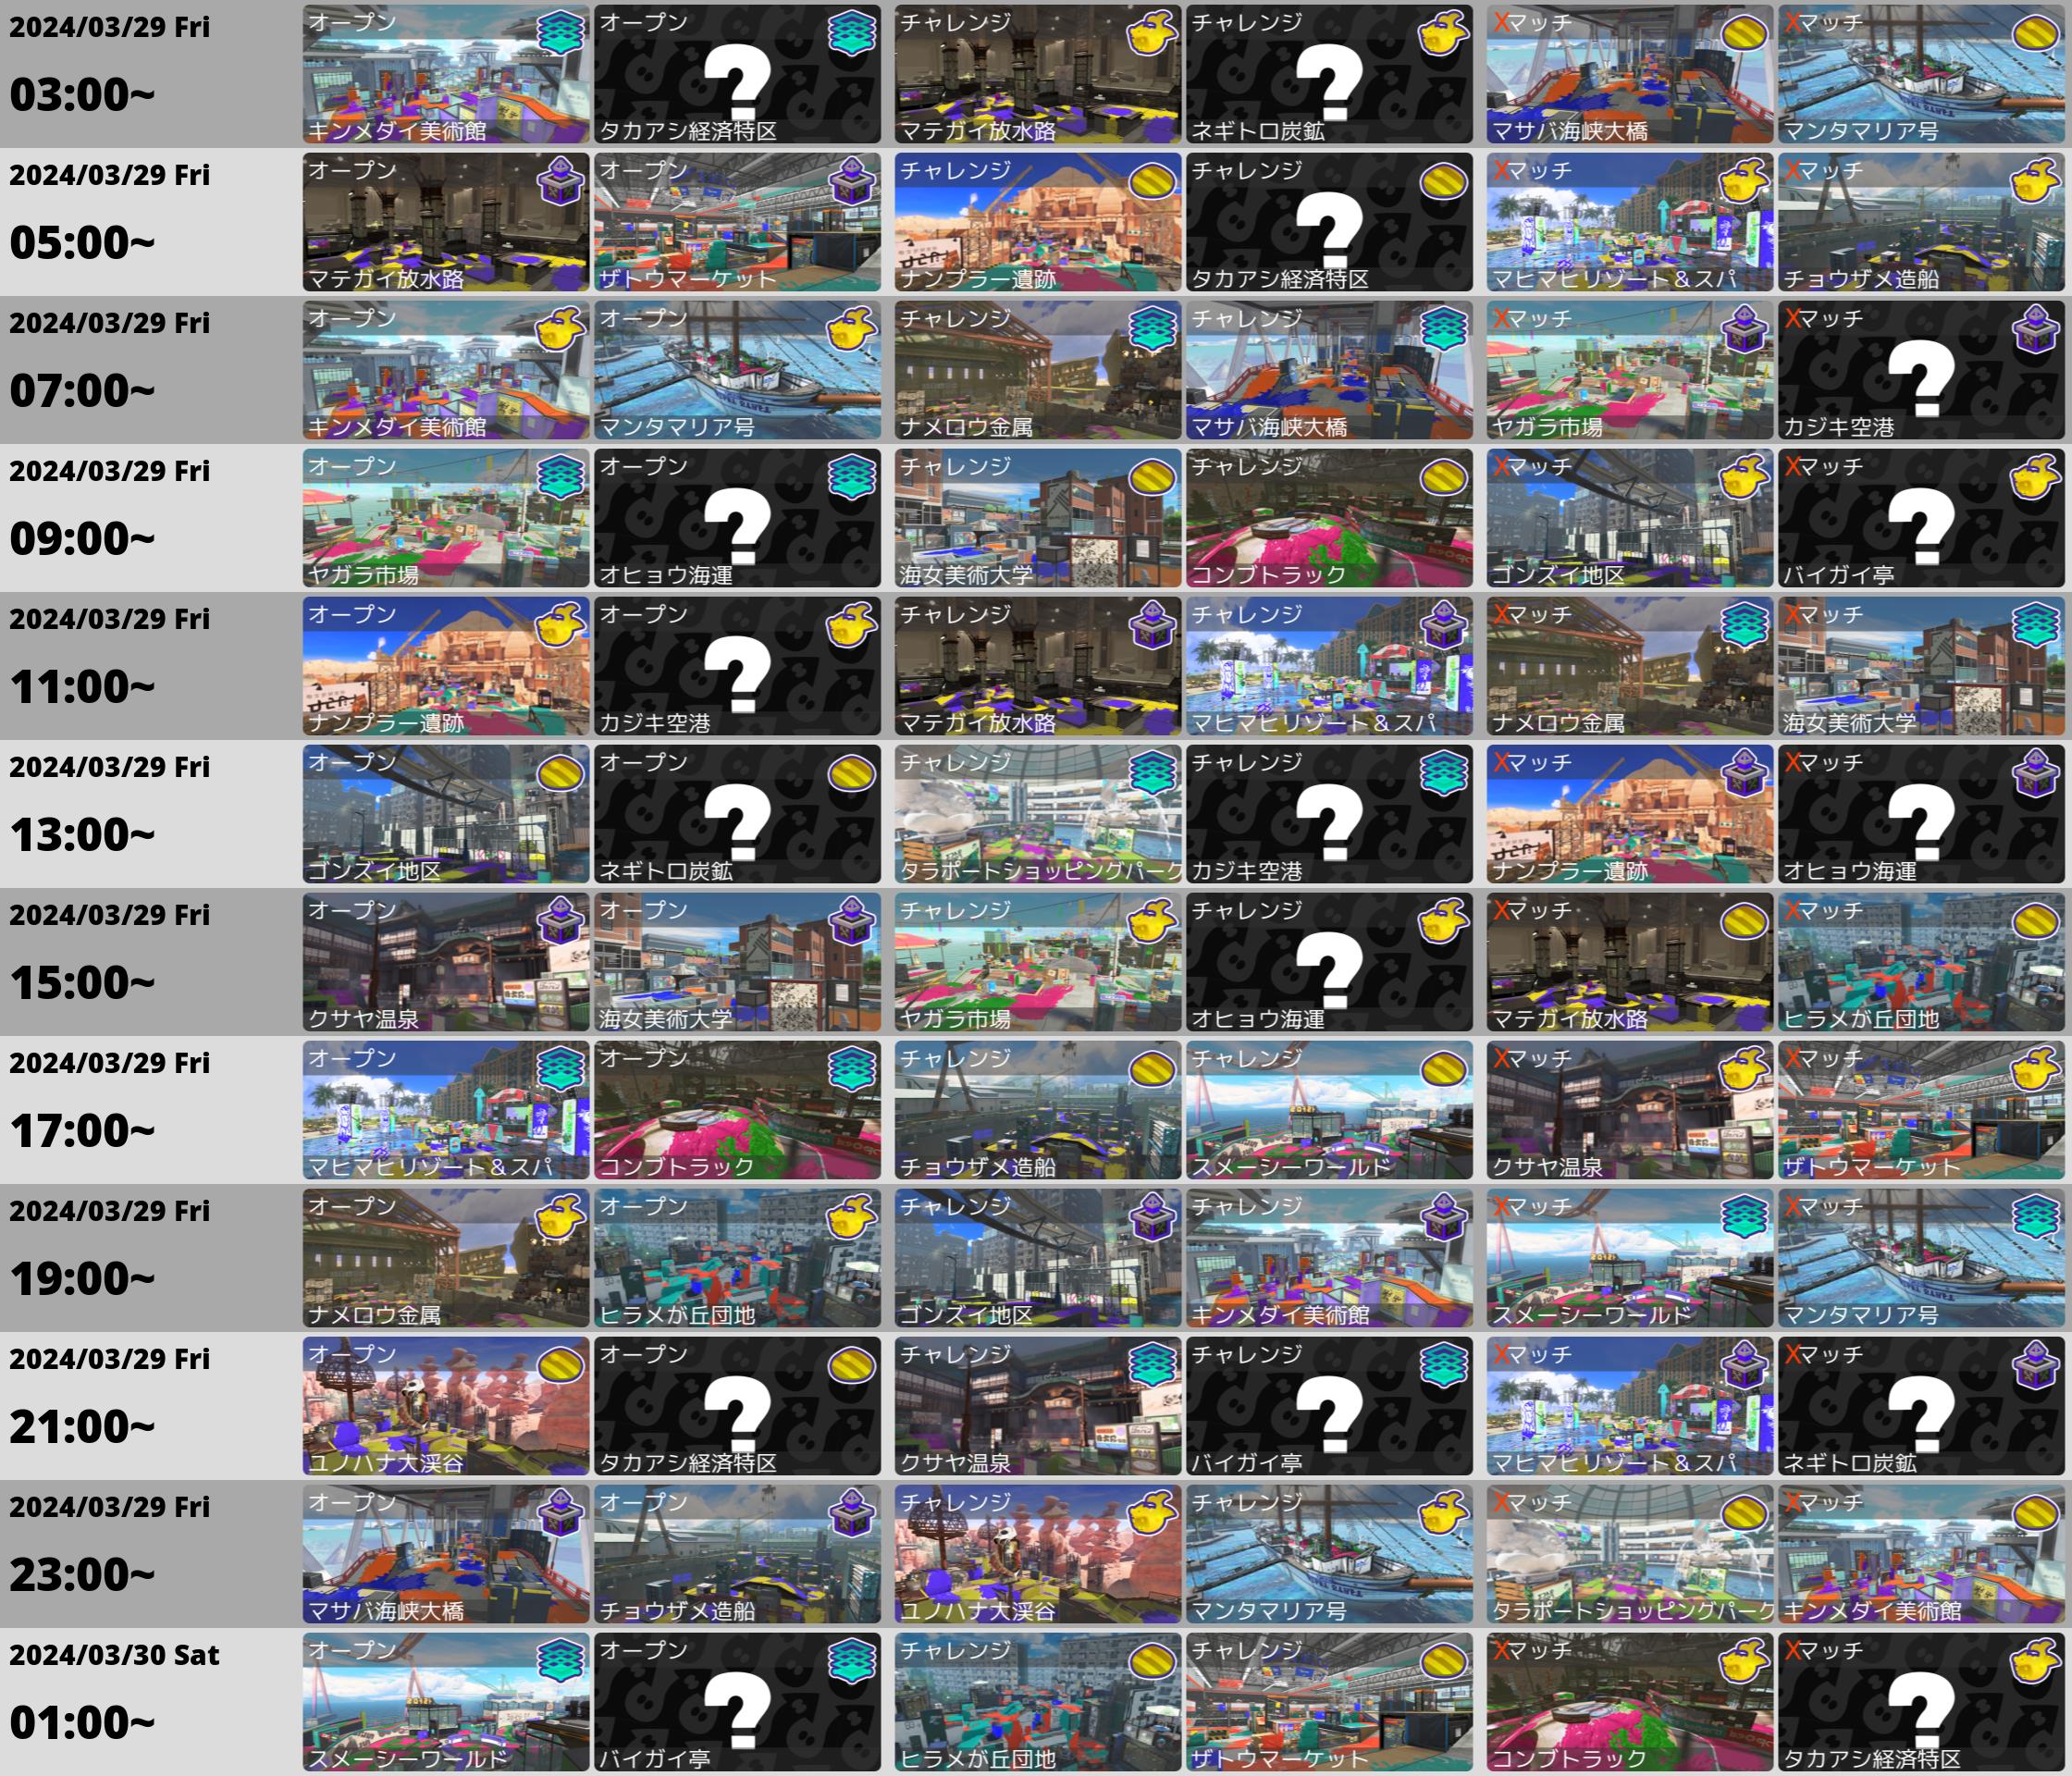 2024/03/29 Fri
03:00~
オープン
キンメダイ美術館
オープン
タカアシ経済特区
チャレンジ
マテガイ放水路
チャレンジ
ネギトロ炭鉱
Xマッチ
マサバ海峡大橋
Xマッチ
マンタマリア号
2024/03/29 Fri
05:00~
オープン
マテガイ放水路
オープン
ザトウマーケット
チャレンジ
ナンプラー遺跡
チャレンジ
タカアシ経済特区
Xマッチ
マヒマヒリゾート＆スパ
Xマッチ
チョウザメ造船
2024/03/29 Fri
07:00~
オープン
キンメダイ美術館
オープン
マンタマリア号
チャレンジ
ナメロウ金属
チャレンジ
マサバ海峡大橋
Xマッチ
ヤガラ市場
Xマッチ
カジキ空港
2024/03/29 Fri
09:00~
オープン
ヤガラ市場
オープン
オヒョウ海運
チャレンジ
海女美術大学
チャレンジ
コンブトラック
Xマッチ
ゴンズイ地区
Xマッチ
バイガイ亭
2024/03/29 Fri
11:00~
オープン
ナンプラー遺跡
オープン
カジキ空港
チャレンジ
マテガイ放水路
チャレンジ
マヒマヒリゾート＆スパ
Xマッチ
ナメロウ金属
Xマッチ
海女美術大学
2024/03/29 Fri
13:00~
オープン
ゴンズイ地区
オープン
ネギトロ炭鉱
チャレンジ
タラポートショッピングパーク
チャレンジ
カジキ空港
Xマッチ
ナンプラー遺跡
Xマッチ
オヒョウ海運
2024/03/29 Fri
15:00~
オープン
クサヤ温泉
オープン
海女美術大学
チャレンジ
ヤガラ市場
チャレンジ
オヒョウ海運
Xマッチ
マテガイ放水路
Xマッチ
ヒラメが丘団地
2024/03/29 Fri
17:00~
オープン
マヒマヒリゾート＆スパ
オープン
コンブトラック
チャレンジ
チョウザメ造船
チャレンジ
スメーシーワールド
Xマッチ
クサヤ温泉
Xマッチ
ザトウマーケット
2024/03/29 Fri
19:00~
オープン
ナメロウ金属
オープン
ヒラメが丘団地
チャレンジ
ゴンズイ地区
チャレンジ
キンメダイ美術館
Xマッチ
スメーシーワールド
Xマッチ
マンタマリア号
2024/03/29 Fri
21:00~
オープン
ユノハナ大渓谷
オープン
タカアシ経済特区
チャレンジ
クサヤ温泉
チャレンジ
バイガイ亭
Xマッチ
マヒマヒリゾート＆スパ
Xマッチ
ネギトロ炭鉱
2024/03/29 Fri
23:00~
オープン
マサバ海峡大橋
オープン
チョウザメ造船
チャレンジ
ユノハナ大渓谷
チャレンジ
マンタマリア号
Xマッチ
タラポートショッピングパーク
Xマッチ
キンメダイ美術館
2024/03/30 Sat
01:00~
オープン
スメーシーワールド
オープン
バイガイ亭
チャレンジ
ヒラメが丘団地
チャレンジ
ザトウマーケット
Xマッチ
コンブトラック
Xマッチ
タカアシ経済特区